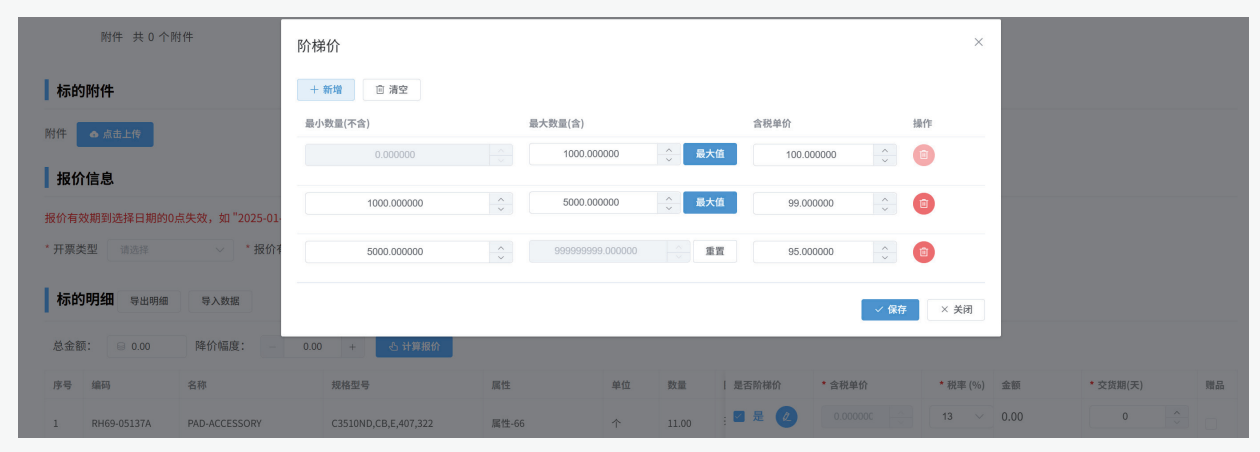 附件 共 0 个附件
阶梯价
标的附件
+ 新增 清空
最小数量(不含) 最大数量(含) 含税单价 操作
附件 点击上传
0.000000 1000.000000 最大值 100.000000
报价信息
1000.000000 5000.000000 最大值 99.000000
报价有效期到选择日期的0点失效，如 "2025-01-
* 开票类型 请选择 * 报价有
5000.000000 999999999.000000 重置 95.000000
标的明细 导出明细 导入数据
保存 × 关闭
总金额： 0.00 降价幅度： − 0.00 + 计算报价
序号 编码 名称 规格型号 属性 单位 数量 是否阶梯价 * 含税单价 * 税率 (%) 金额 * 交货期(天) 赠品
1 RH69-05137A PAD-ACCESSORY C3510ND,CB,E,407,322 属性-66 个 11.00 是 0.000000 13 0.00 0